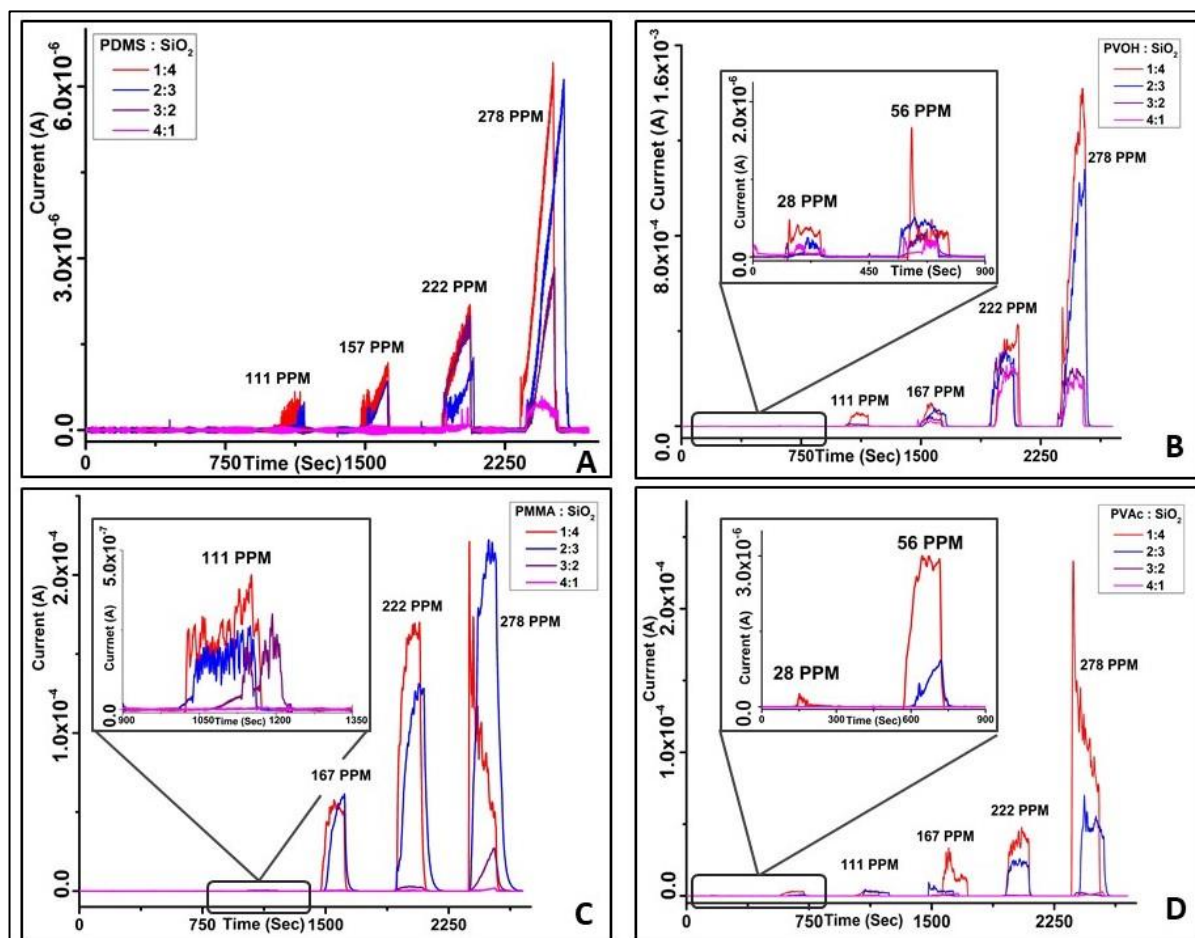 PDMS : SiO2
1:4
2:3
3:2
4:1
Current (A)
6.0x10-6
3.0x10-6
0.0
111 PPM
157 PPM
222 PPM
278 PPM
0
750
Time (Sec)
1500
2250
A
PVOH : SiO2
1:4
2:3
3:2
4:1
Currnet (A)
1.6x10-3
8.0x10-4
0.0
Current (A)
2.0x10-6
0.0
28 PPM
56 PPM
0
450
Time (Sec)
900
111 PPM
167 PPM
222 PPM
278 PPM
0
750
Time (Sec)
1500
2250
B
PMMA : SiO2
1:4
2:3
3:2
4:1
Current (A)
2.0x10-4
1.0x10-4
0.0
Currnet (A)
5.0x10-7
0.0
111 PPM
900
1050
Time (Sec)
1200
1350
167 PPM
222 PPM
278 PPM
0
750
Time (Sec)
1500
2250
C
PVAc : SiO2
1:4
2:3
3:2
4:1
Currnet (A)
2.0x10-4
1.0x10-4
0.0
Current (A)
3.0x10-6
0.0
28 PPM
56 PPM
0
300
Time (Sec)
600
900
111 PPM
167 PPM
222 PPM
278 PPM
0
750
Time (Sec)
1500
2250
D